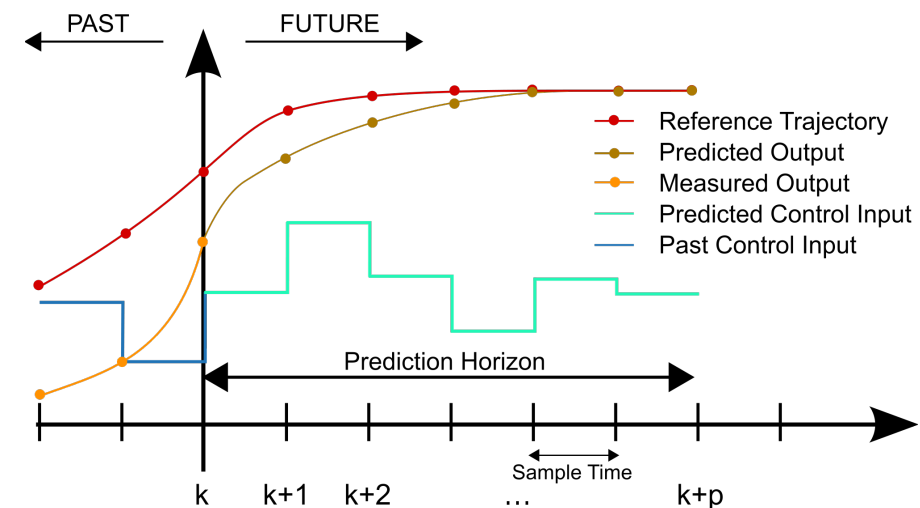 PAST
FUTURE
Reference Trajectory
Predicted Output
Measured Output
Predicted Control Input
Past Control Input
Prediction Horizon
Sample Time
k
k+1
k+2
...
k+p